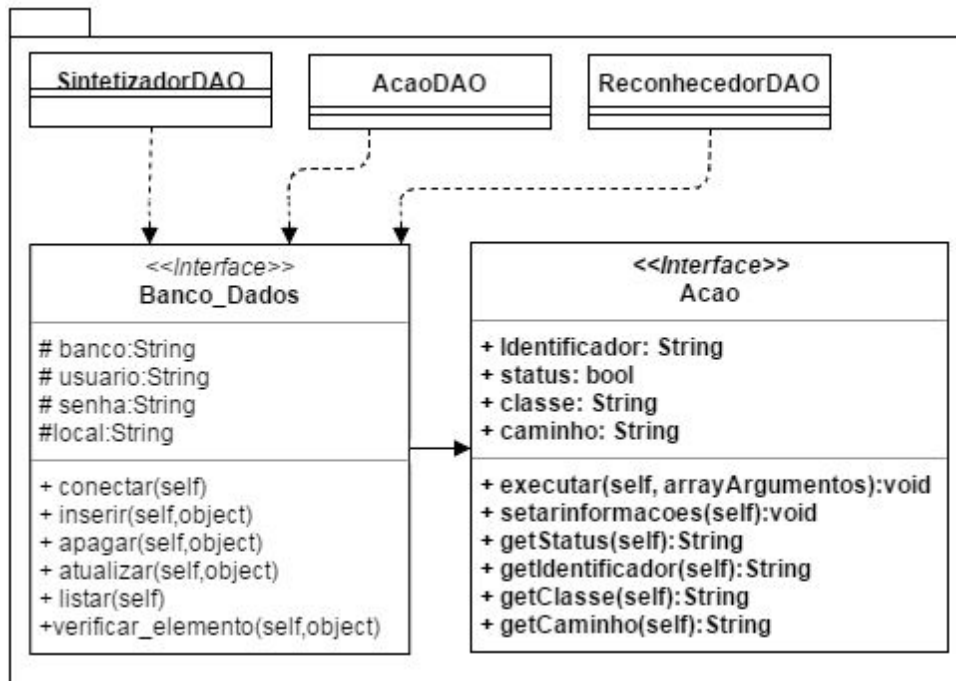 SintetizadorDAO
AcaoDAO
ReconhecedorDAO
<<Interface>>
Banco_Dados
# banco:String
# usuario:String
# senha:String
#local:String
+ conectar(self)
+ inserir(self,object)
+ apagar(self,object)
+ atualizar(self,object)
+ listar(self)
+verificar_elemento(self,object)
<<Interface>>
Acao
+ Identificador: String
+ status: bool
+ classe: String
+ caminho: String
+ executar(self, arrayArgumentos):void
+ setarinformacoes(self):void
+ getStatus(self):String
+ getIdentificador(self):String
+ getClasse(self):String
+ getCaminho(self):String